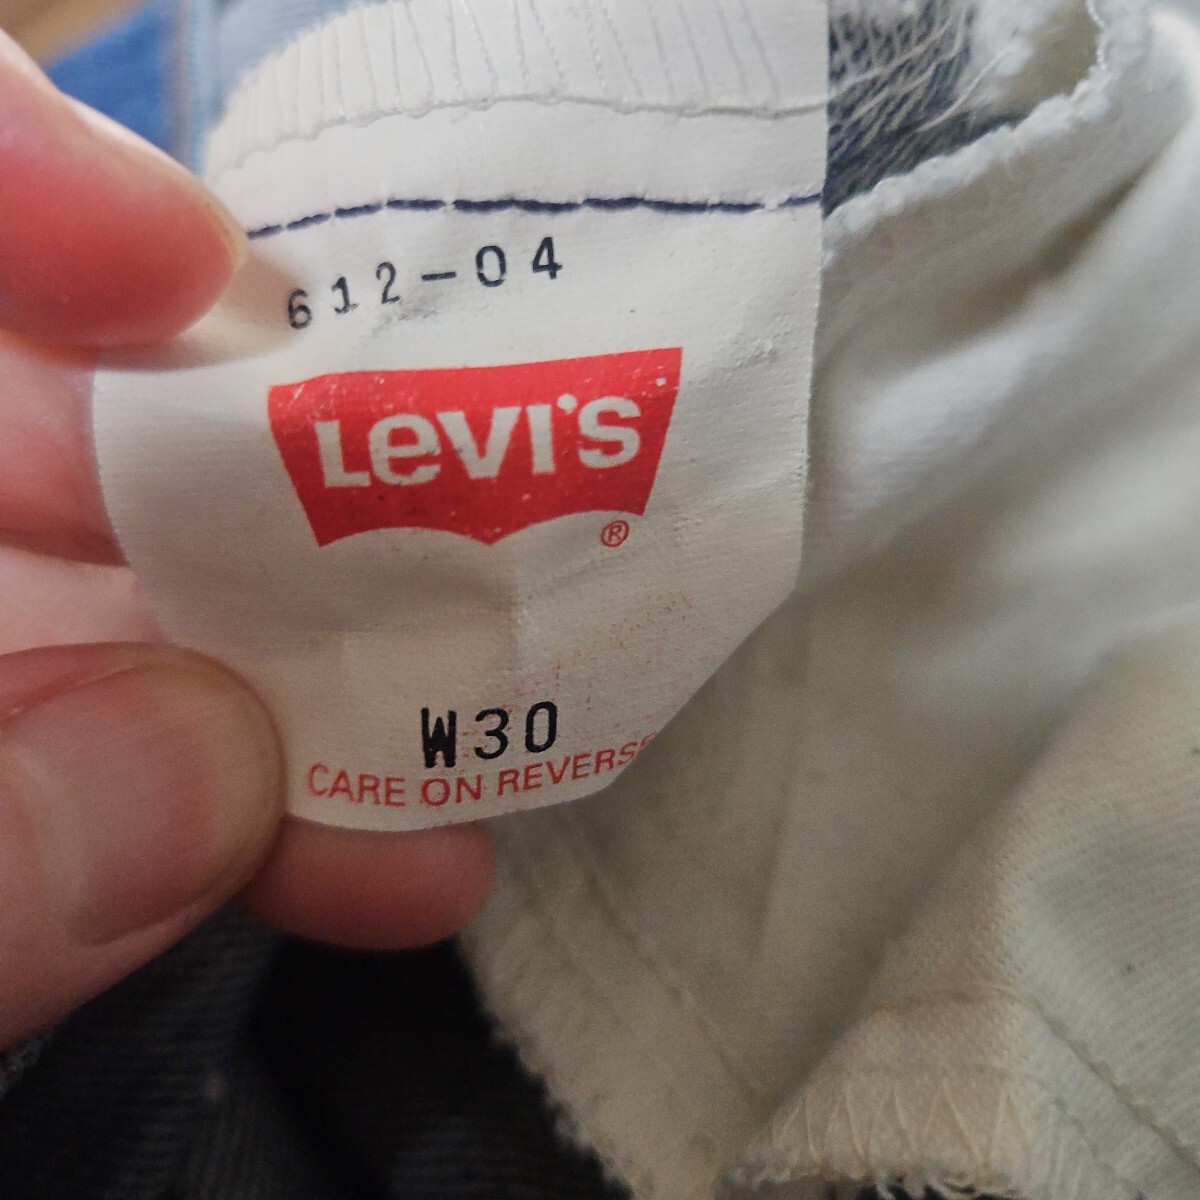 612-04
Levi's
®
W30
CARE ON REVERSE